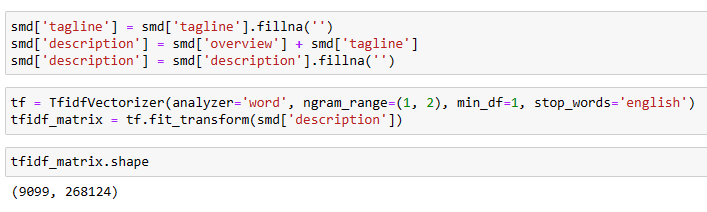 smd['tagline'] = smd['tagline'].fillna('')
smd['description'] = smd['overview'] + smd['tagline']
smd['description'] = smd['description'].fillna('')
tf = TfidfVectorizer(analyzer='word', ngram_range=(1, 2), min_df=1, stop_words='english')
tfidf_matrix = tf.fit_transform(smd['description'])
tfidf_matrix.shape
(9099, 268124)